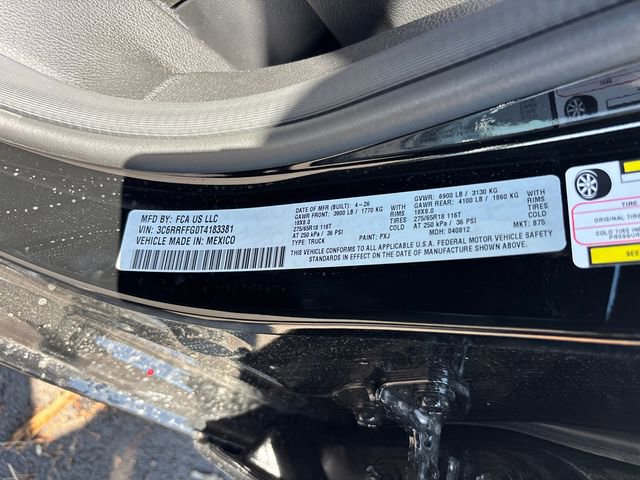 MFD BY: FCA US LLC
VIN: 3C6RRFFG0T4183381
VEHICLE MADE IN: MEXICO
DATE OF MFR (BUILT): 4-26
GAWR FRONT: 3900 LB / 1770 KG WITH
18X8.0 RIMS
275/65R18 116T TIRES
AT 250 kPa / 36 PSI COLD
TYPE: TRUCK PAINT: PXJ
GVWR: 6900 LB / 3130 KG
GAWR REAR: 4100 LB / 1860 KG WITH
18X8.0 RIMS
275/65R18 116T TIRES
AT 250 kPa / 36 PSI COLD
MDH: 040812 MKT: B75
THIS VEHICLE CONFORMS TO ALL APPLICABLE U.S.A. FEDERAL MOTOR VEHICLE SAFETY
STANDARDS IN EFFECT ON THE DATE OF MANUFACTURE SHOWN ABOVE.
TIRE
ORIGINAL TIRE
COLD TIRE
PRESSURE